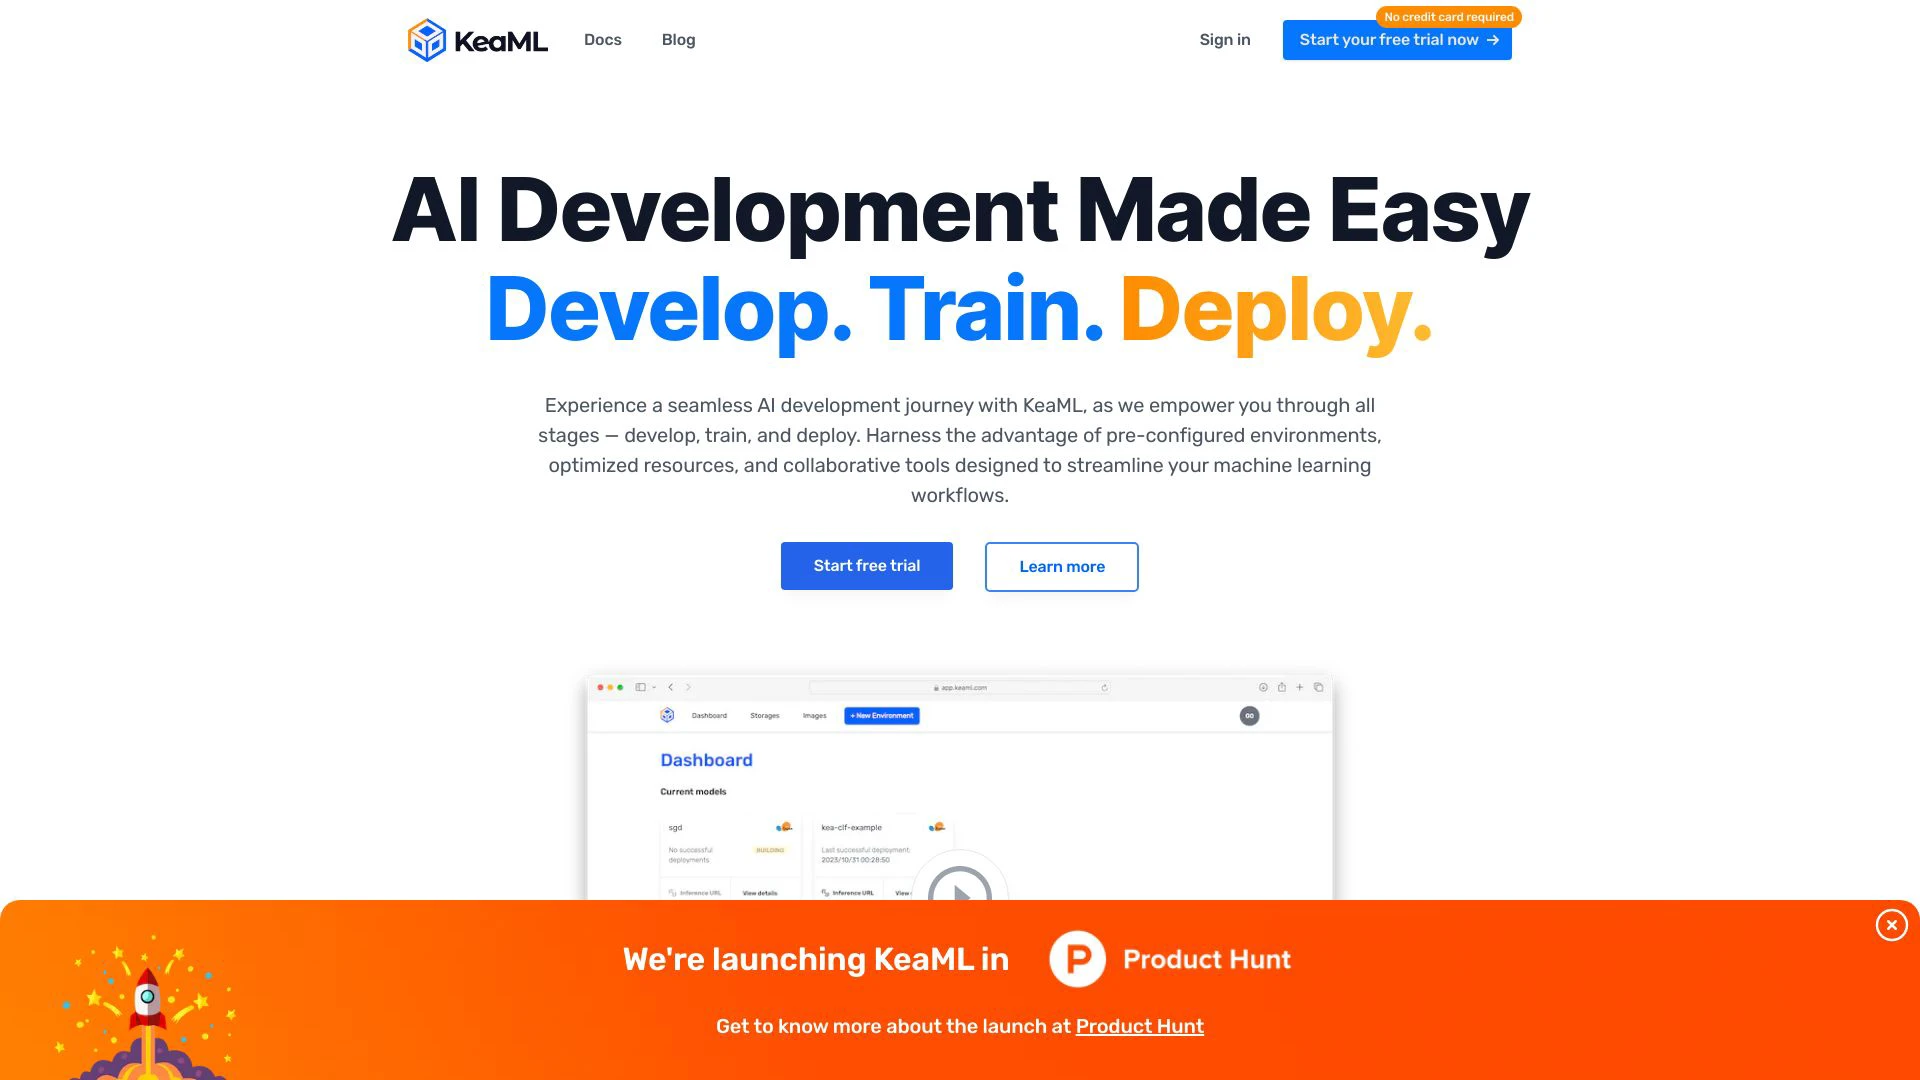 KeaML
Docs
Blog
Sign in
No credit card required
Start your free trial now →
AI Development Made Easy
Develop. Train. Deploy.
Experience a seamless AI development journey with KeaML, as we empower you through all
stages — develop, train, and deploy. Harness the advantage of pre-configured environments,
optimized resources, and collaborative tools designed to streamline your machine learning
workflows.
Start free trial
Learn more
app.keaml.com
Dashboard
Storages
Images
+ New Environment
Dashboard
Current models
sgd
No successful
deployments
BUILDING
Inference URL
View details
kea-clf-example
Last successful deployment:
2023/10/31 00:28:50
Inference URL
View
We're launching KeaML in
P Product Hunt
Get to know more about the launch at Product Hunt